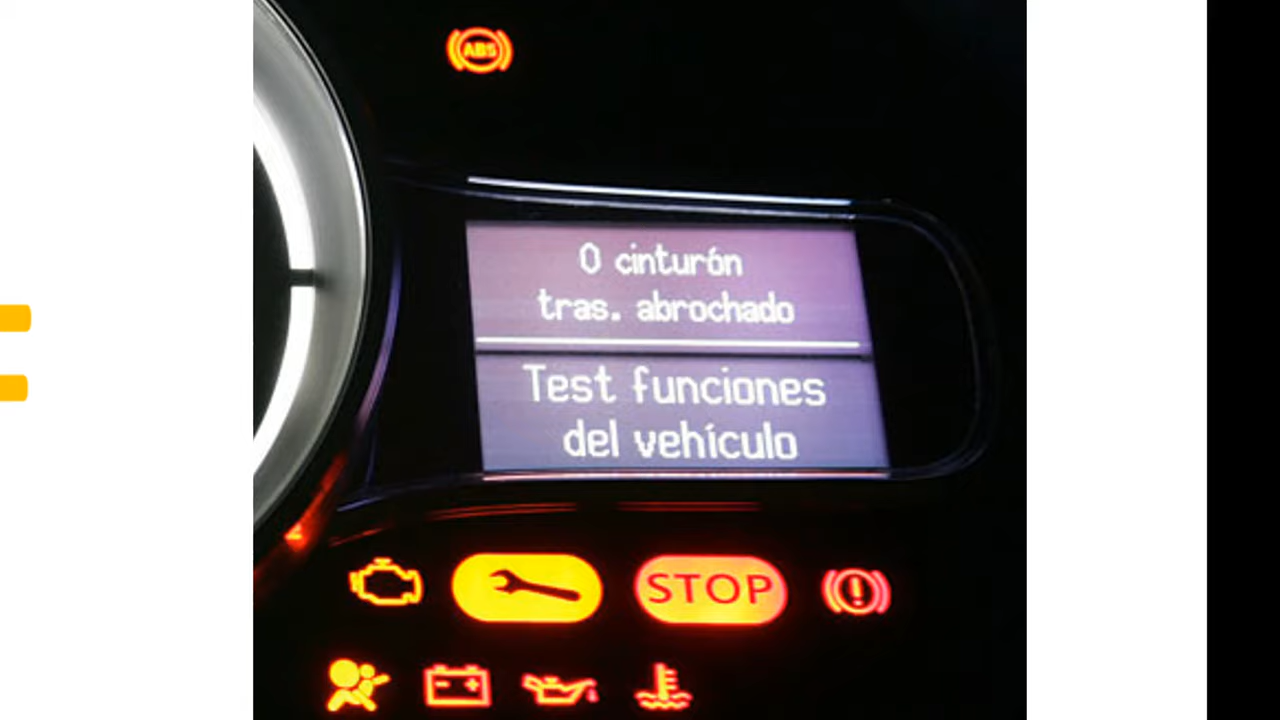 ABS
0 cinturón
tras. abrochado
Test funciones
del vehículo
STOP